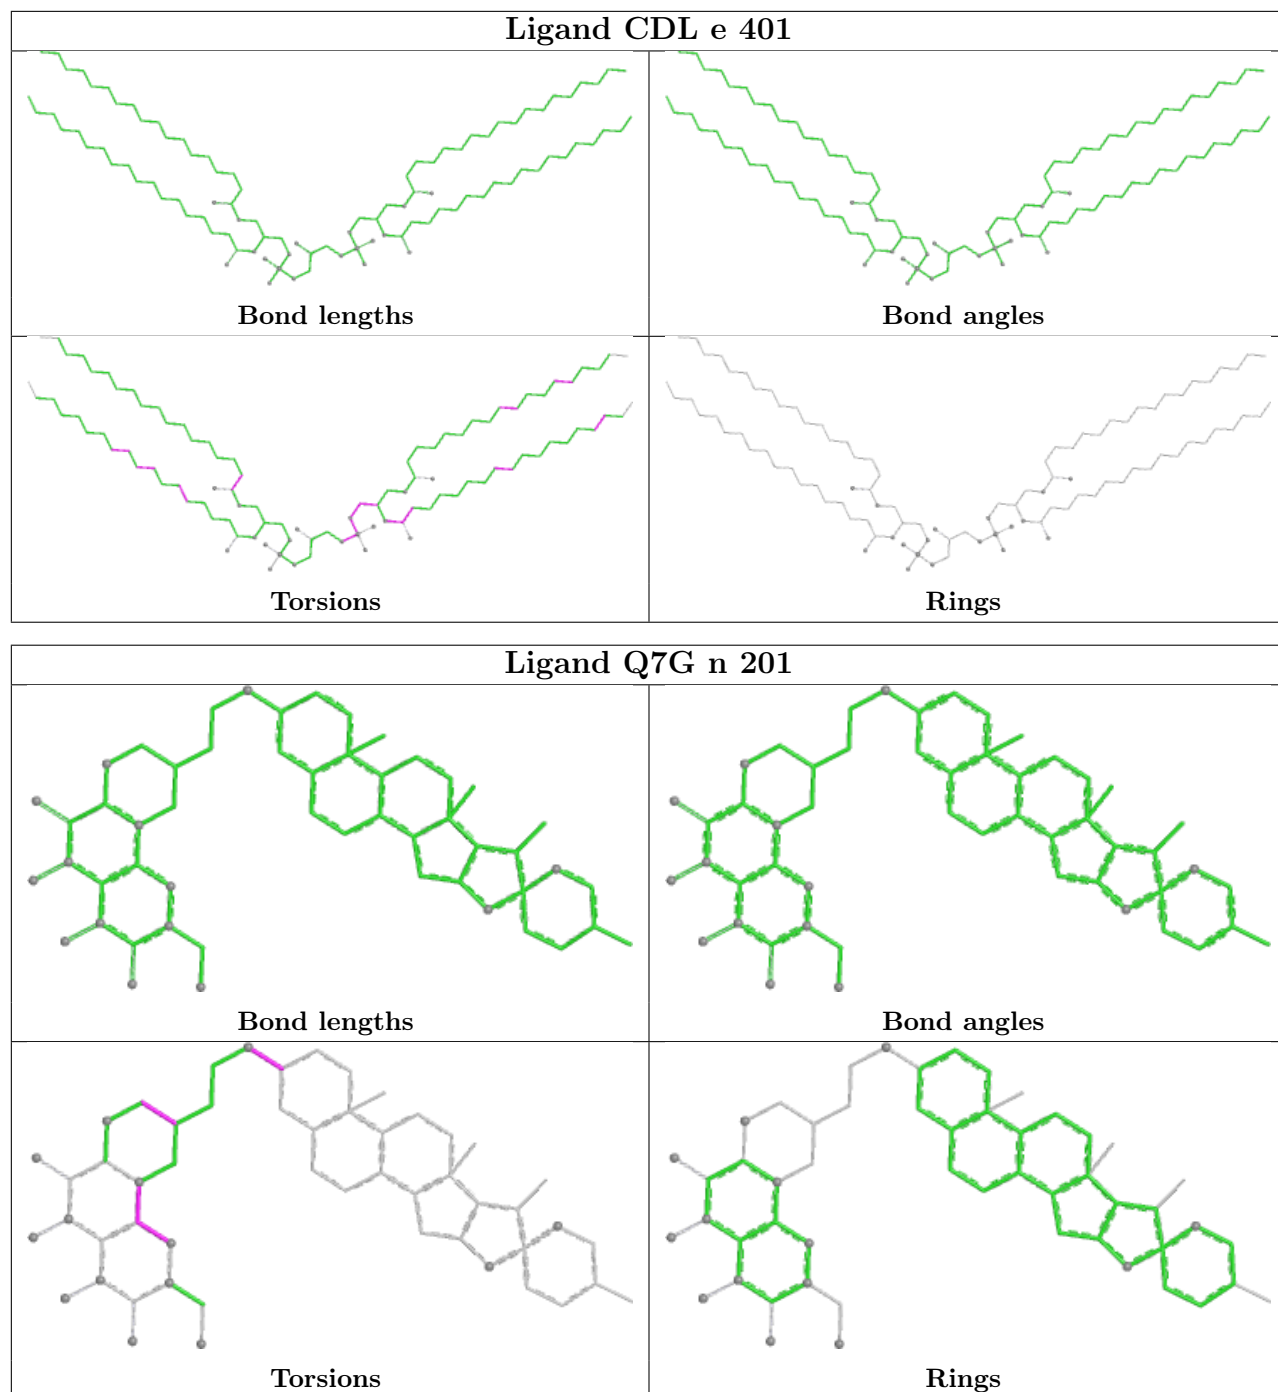 Ligand CDL e 401
Bond lengths
Bond angles
Torsions
Rings
Ligand Q7G n 201
Bond lengths
Bond angles
Torsions
Rings